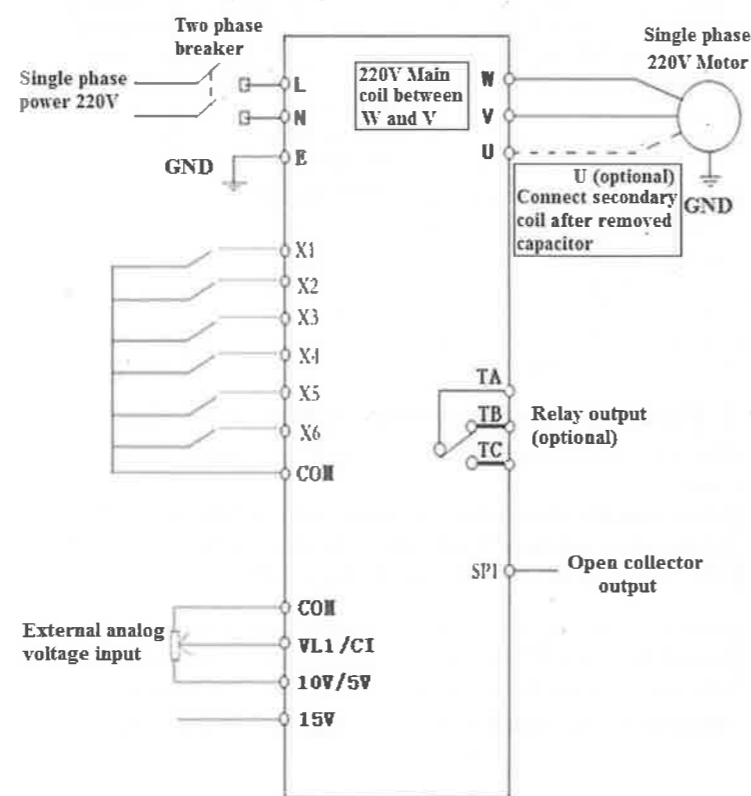 Two phase
breaker
Single phase
power 220V
L
N
GND
E
220V Main
coil between
W and V
W
V
U
Single phase
220V Motor
U (optional)
Connect secondary
coil after removed
capacitor
GND
X1
X2
X3
X4
X5
X6
COM
TA
TB
TC
Relay output
(optional)
SP1
Open collector
output
External analog
voltage input
COM
VL1/CI
10V/5V
15V